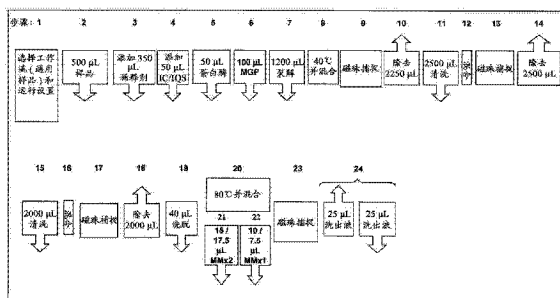 步骤: 1 2 3 4 5 6 7 8 9 10 11 12 13 14
选择工作
流(通用
样品)和
运行设置
500 μL
样品
添加 350
μL
稀释剂
添加
50 μL
IC/IQS
50 μL
蛋白酶
100 μL
MGP
1200 μL
裂解
40℃
并混合
磁珠捕获
除去
2250 μL
2500 μL
清洗
磁珠捕获
除去
2500 μL
15 16 17 18 19 20 23 24
2000 μL
清洗
磁珠捕获
除去
2000 μL
40 μL
洗脱
80℃并混合
21 22
15 /
17.5
μL
MMx2
10 /
7.5
μL
MMx1
磁珠捕获
25 μL
洗出液
25 μL
洗出液